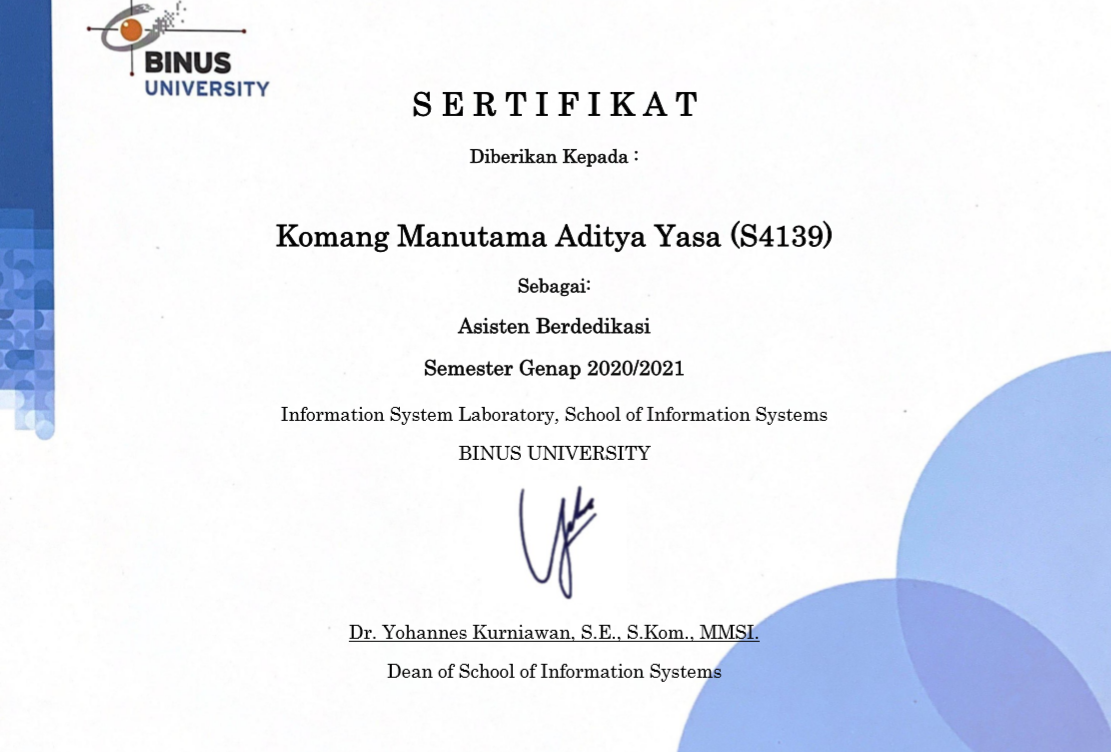 BINUS
UNIVERSITY
SERTIFIKAT
Diberikan Kepada :
Komang Manutama Aditya Yasa (S4139)
Sebagai:
Asisten Berdedikasi
Semester Genap 2020/2021
Information System Laboratory, School of Information Systems
BINUS UNIVERSITY
Dr. Yohannes Kurniawan, S.E., S.Kom., MMSI.
Dean of School of Information Systems